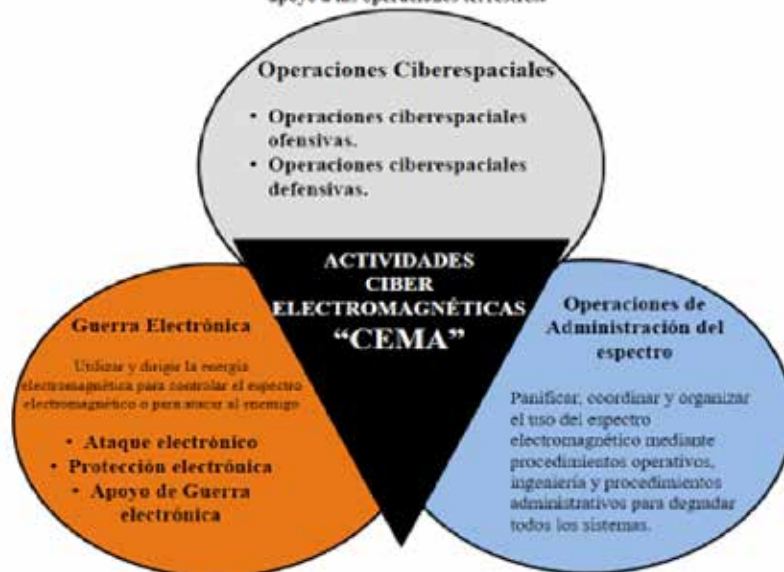 Operaciones Ciberespaciales
• Operaciones ciberespaciales
ofensivas.
• Operaciones ciberespaciales
defensivas.
ACTIVIDADES
CIBER
ELECTROMAGNÉTICAS
“CEMA”
Guerra Electrónica
Utilizar y dirigir la energía
electromagnética para controlar el espectro
electromagnético o para atacar al enemigo
• Ataque electrónico
• Protección electrónica
• Apoyo de Guerra
electrónica
Operaciones de
Administración del
espectro
Panificar, coordinar y organizar
el uso del espectro
electromagnético mediante
procedimientos operativos,
ingeniería y procedimientos
administrativos para degradar
todos los sistemas.